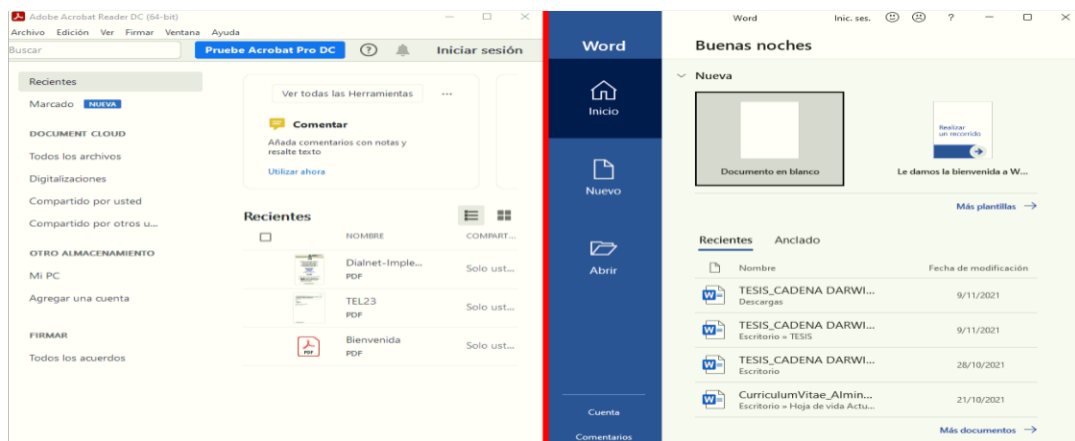 Adobe Acrobat Reader DC (64-bit)
Archivo Edición Ver Firmar Ventana Ayuda
Buscar
Pruebe Acrobat Pro DC
?
Iniciar sesión
Recientes
Marcado NUEVA
DOCUMENT CLOUD
Todos los archivos
Digitalizaciones
Compartido por usted
Compartido por otros u...
OTRO ALMACENAMIENTO
Mi PC
Agregar una cuenta
FIRMAR
Todos los acuerdos
Ver todas las Herramientas ...
Comentar
Añada comentarios con notas y
resalte texto
Utilizar ahora
Recientes
NOMBRE COMPART...
Dialnet-Imple...
PDF
Solo ust...
TEL23
PDF
Solo ust...
Bienvenida
PDF
Solo ust...
Word
Inicio
Nuevo
Abrir
Cuenta
Comentarios
Word Inic. ses. ?
Buenas noches
Nueva
Documento en blanco
Realizar
un recorrido
Le damos la bienvenida a W...
Más plantillas
Recientes Anclado
Nombre Fecha de modificación
TESIS_CADENA DARWI...
Descargas
9/11/2021
TESIS_CADENA DARWI...
Escritorio » TESIS
9/11/2021
TESIS_CADENA DARWI...
Escritorio
28/10/2021
CurriculumVitae_Almin...
Escritorio » Hoja de vida Actu...
21/10/2021
Más documentos